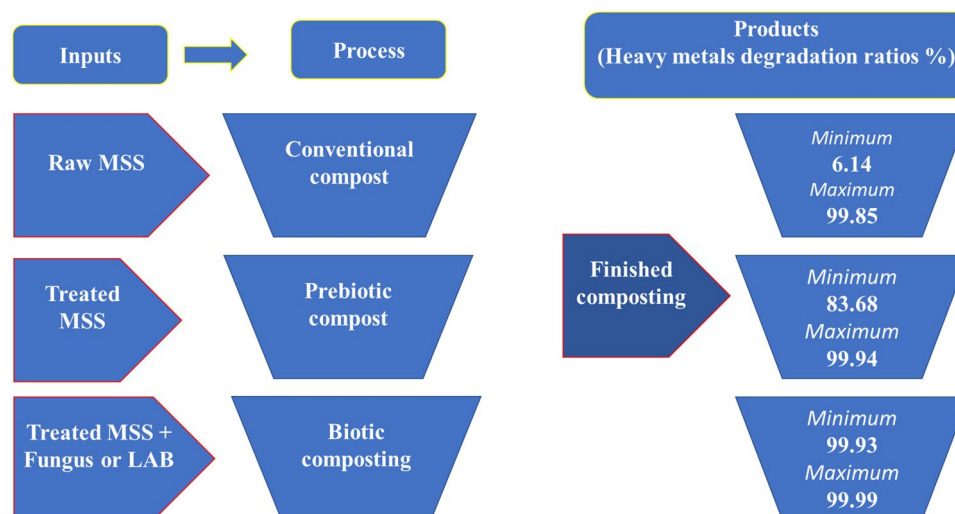 Inputs
Process
Products
(Heavy metals degradation ratios %)
Raw MSS
Conventional
compost
Minimum
6.14
Maximum
99.85
Treated
MSS
Prebiotic
compost
Finished
composting
Minimum
83.68
Maximum
99.94
Treated MSS +
Fungus or LAB
Biotic
composting
Minimum
99.93
Maximum
99.99